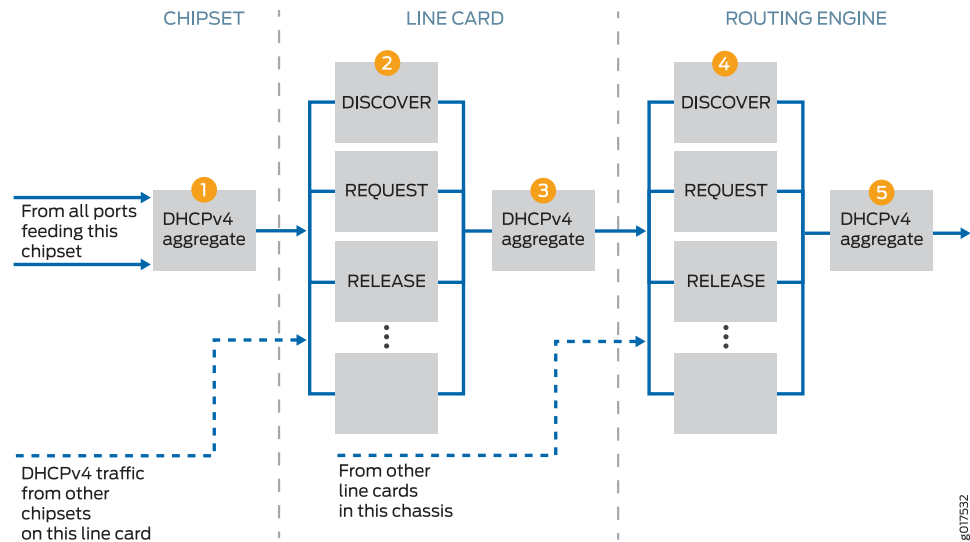 CHIPSET
LINE CARD
ROUTING ENGINE
2
DISCOVER
4
DISCOVER
1
DHCPv4
aggregate
From all ports
feeding this
chipset
REQUEST
3
DHCPv4
aggregate
REQUEST
5
DHCPv4
aggregate
RELEASE
RELEASE
DHCPv4 traffic
from other
chipsets
on this line card
From other
line cards
in this chassis
g017532